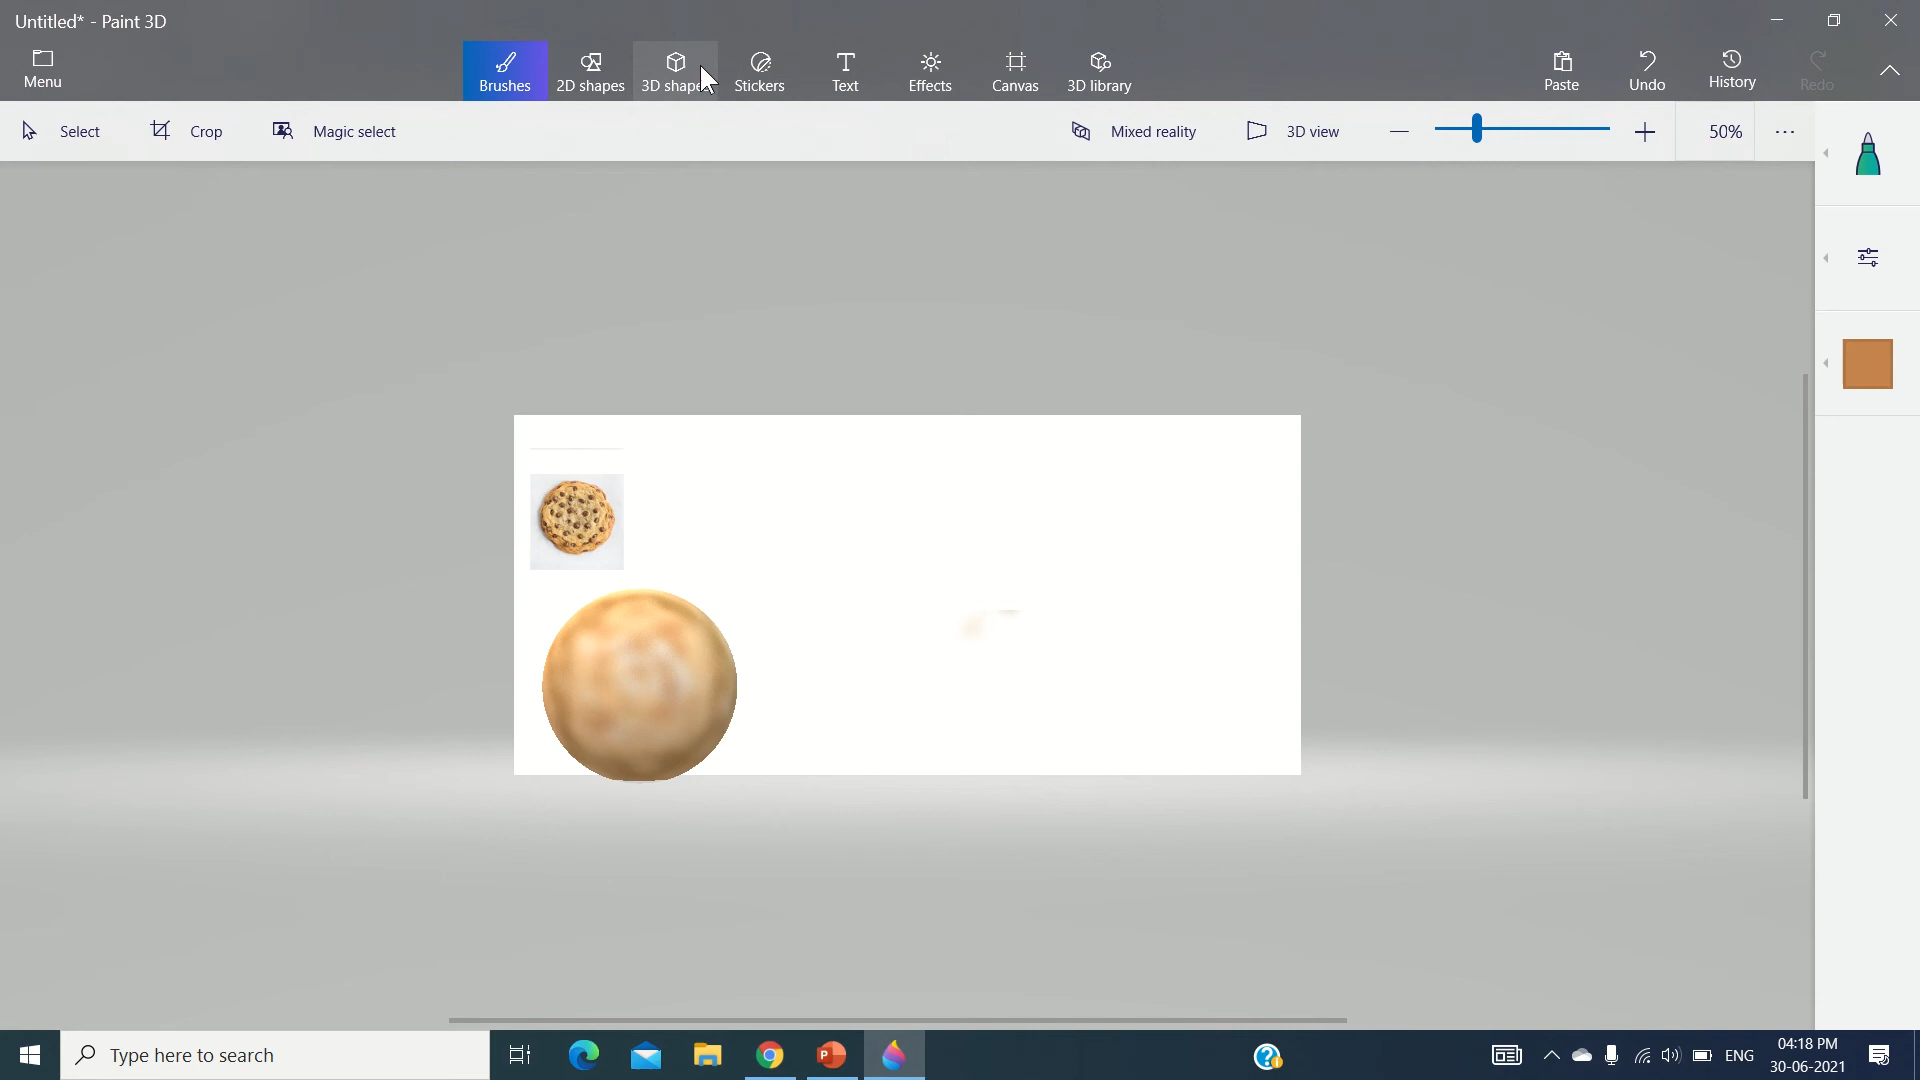 Untitled* - Paint 3D
Menu
Brushes
2D shapes
3D shape
Stickers
Text
Effects
Canvas
3D library
Paste
Undo
History
Redo
Select
Crop
Magic select
Mixed reality
3D view
50%
Type here to search
ENG
04:18 PM
30-06-2021